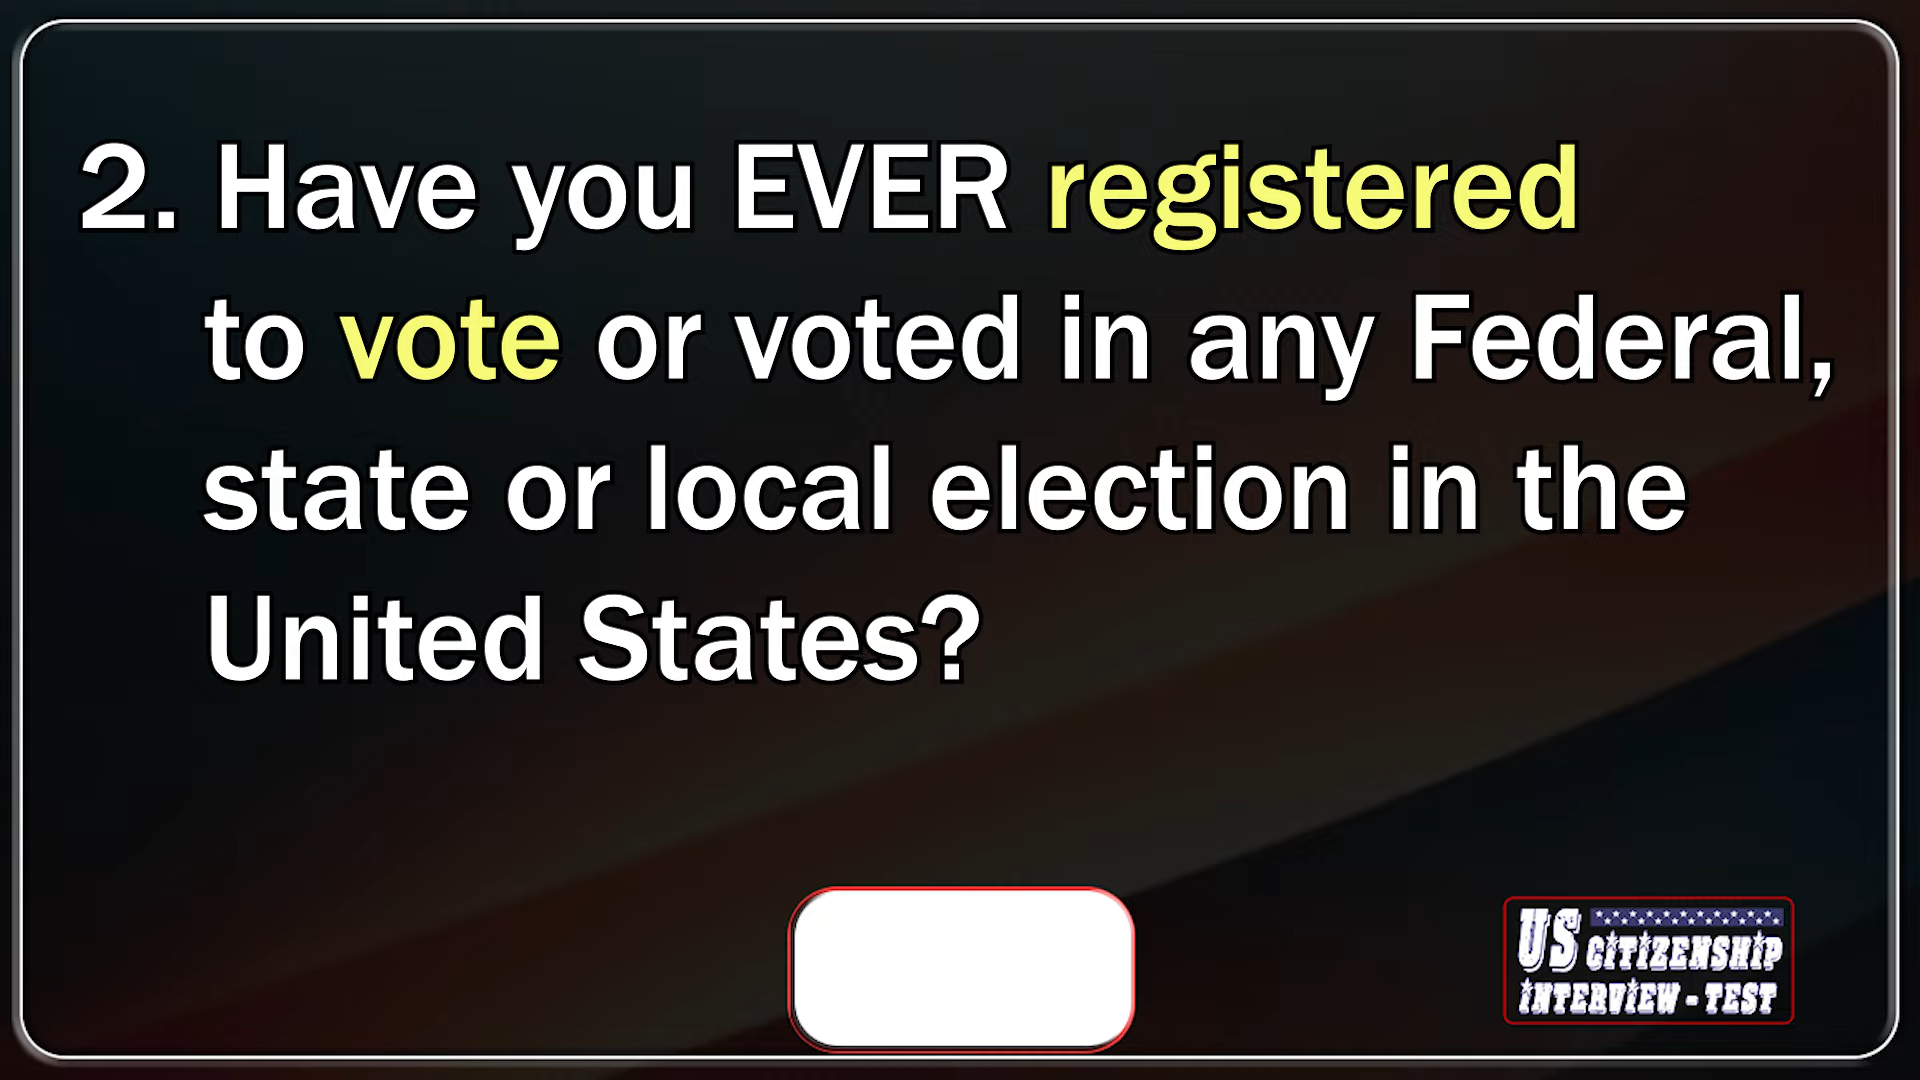 2. Have you EVER registered
to vote or voted in any Federal,
state or local election in the
United States?
US CITIZENSHIP
INTERVIEW - TEST